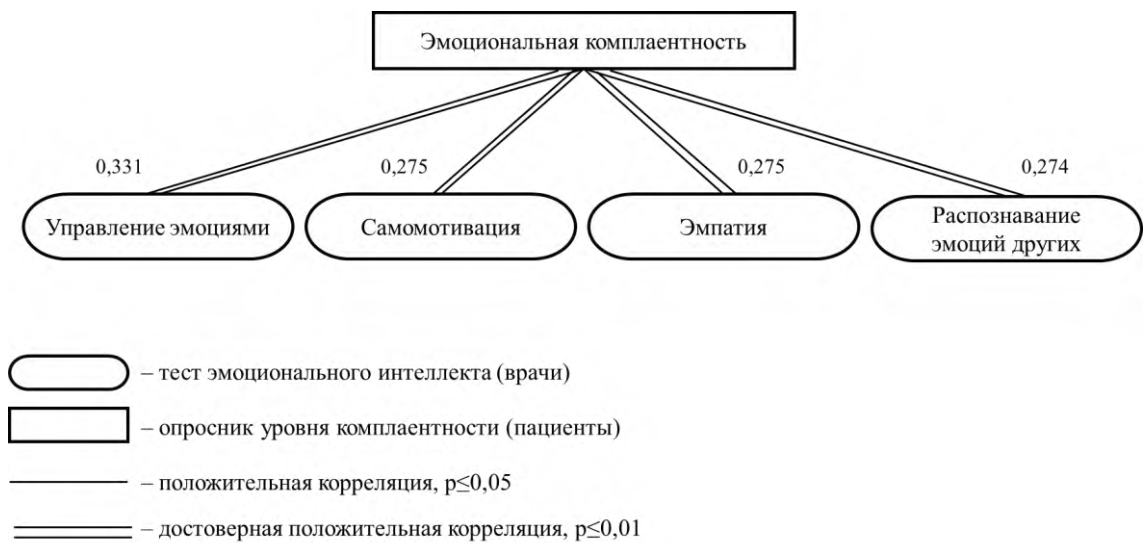 Эмоциональная комплаентность
0,331
0,275
0,275
0,274
Управление эмоциями
Самомотивация
Эмпатия
Распознавание
эмоций других
– тест эмоционального интеллекта (врачи)
– опросник уровня комплаентности (пациенты)
– положительная корреляция, p≤0,05
– достоверная положительная корреляция, p≤0,01